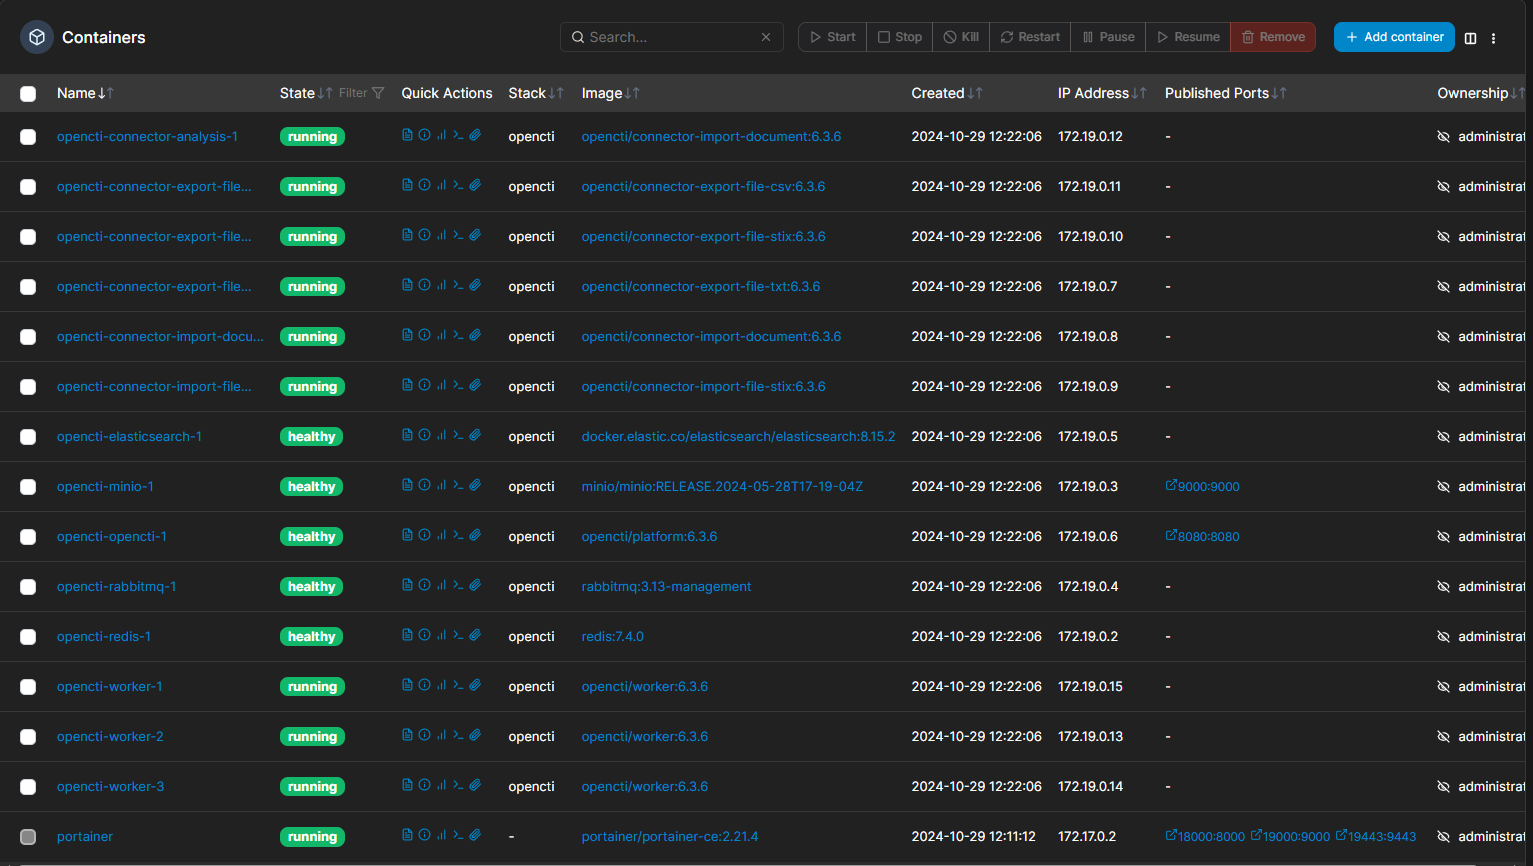 Containers Search... Start Stop Kill Restart Pause Resume Remove Add container
Name State Filter Quick Actions Stack Image Created IP Address Published Ports Ownership
opencti-connector-analysis-1 running opencti opencti/connector-import-document:6.3.6 2024-10-29 12:22:06 172.19.0.12 - administrat
opencti-connector-export-file... running opencti opencti/connector-export-file-csv:6.3.6 2024-10-29 12:22:06 172.19.0.11 - administrat
opencti-connector-export-file... running opencti opencti/connector-export-file-stix:6.3.6 2024-10-29 12:22:06 172.19.0.10 - administrat
opencti-connector-export-file... running opencti opencti/connector-export-file-txt:6.3.6 2024-10-29 12:22:06 172.19.0.7 - administrat
opencti-connector-import-docu... running opencti opencti/connector-import-document:6.3.6 2024-10-29 12:22:06 172.19.0.8 - administrat
opencti-connector-import-file... running opencti opencti/connector-import-file-stix:6.3.6 2024-10-29 12:22:06 172.19.0.9 - administrat
opencti-elasticsearch-1 healthy opencti docker.elastic.co/elasticsearch/elasticsearch:8.15.2 2024-10-29 12:22:06 172.19.0.5 - administrat
opencti-minio-1 healthy opencti minio/minio:RELEASE.2024-05-28T17-19-04Z 2024-10-29 12:22:06 172.19.0.3 9000:9000 administrat
opencti-opencti-1 healthy opencti opencti/platform:6.3.6 2024-10-29 12:22:06 172.19.0.6 8080:8080 administrat
opencti-rabbitmq-1 healthy opencti rabbitmq:3.13-management 2024-10-29 12:22:06 172.19.0.4 - administrat
opencti-redis-1 healthy opencti redis:7.4.0 2024-10-29 12:22:06 172.19.0.2 - administrat
opencti-worker-1 running opencti opencti/worker:6.3.6 2024-10-29 12:22:06 172.19.0.15 - administrat
opencti-worker-2 running opencti opencti/worker:6.3.6 2024-10-29 12:22:06 172.19.0.13 - administrat
opencti-worker-3 running opencti opencti/worker:6.3.6 2024-10-29 12:22:06 172.19.0.14 - administrat
portainer running - portainer/portainer-ce:2.21.4 2024-10-29 12:11:12 172.17.0.2 18000:8000 19000:9000 19443:9443 administrat